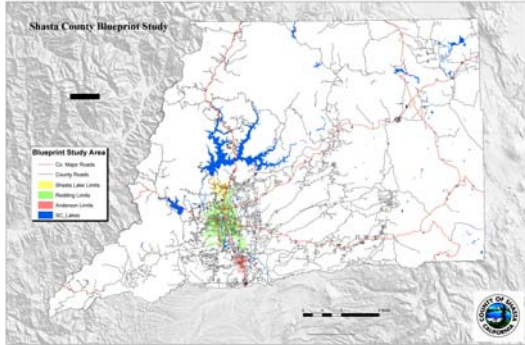 Shasta County Blueprint Study
Blueprint Study Area
Co. Major Roads
County Roads
Shasta Lake Limits
Redding Limits
Anderson Limits
SC_Lakes
COUNTY OF SHASTA
CALIFORNIA